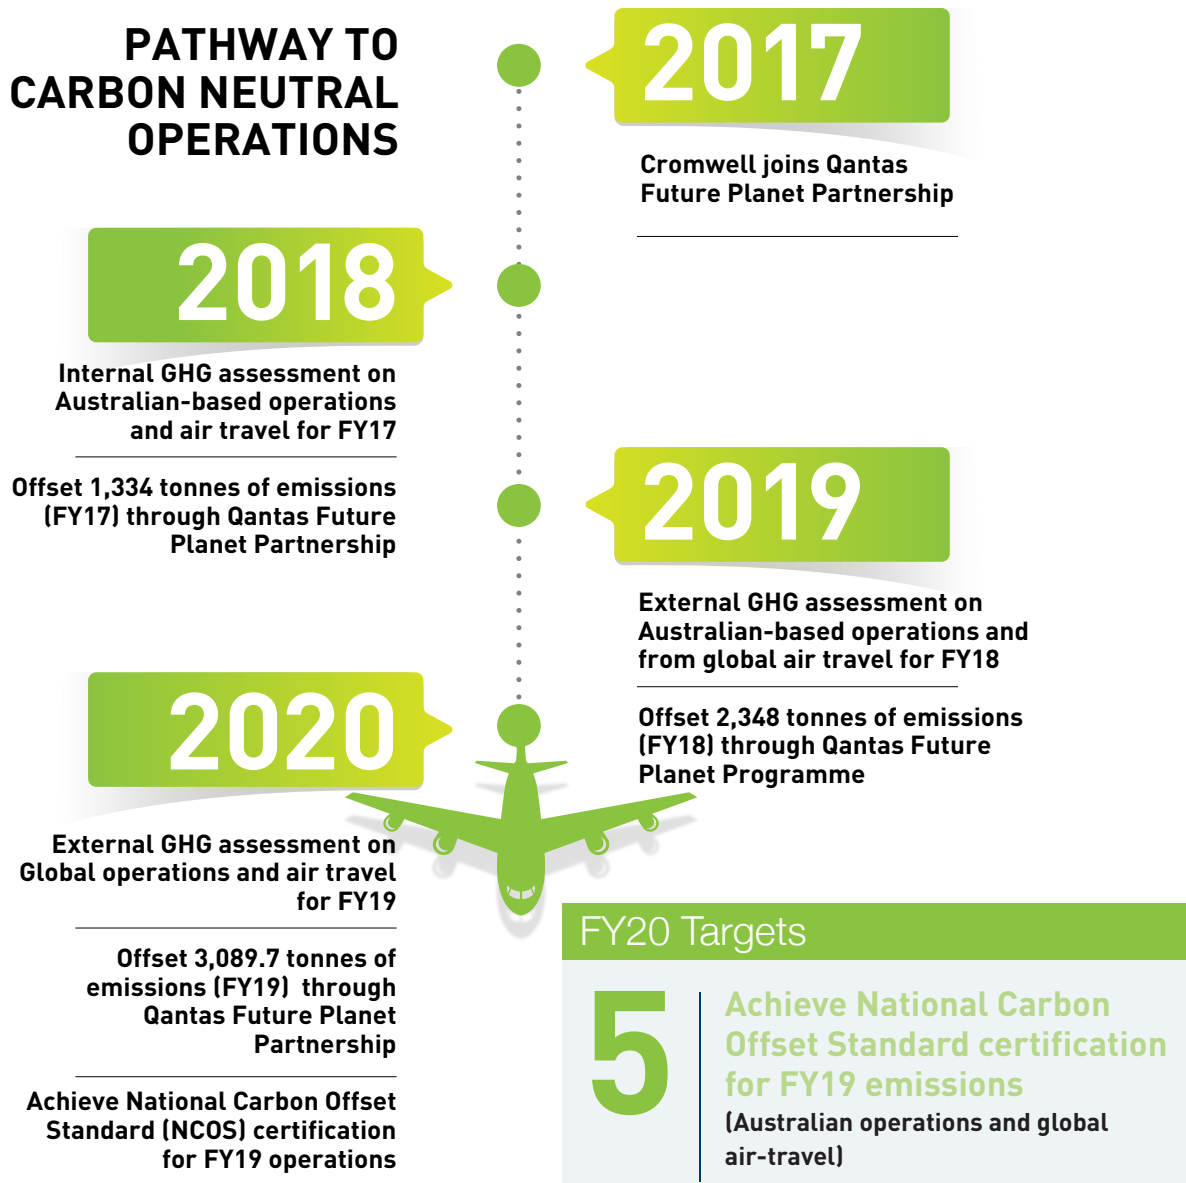 PATHWAY TO
CARBON NEUTRAL
OPERATIONS
2017
Cromwell joins Qantas
Future Planet Partnership
2018
Internal GHG assessment on
Australian-based operations
and air travel for FY17
Offset 1,334 tonnes of emissions
(FY17) through Qantas Future
Planet Partnership
2019
External GHG assessment on
Australian-based operations and
from global air travel for FY18
Offset 2,348 tonnes of emissions
(FY18) through Qantas Future
Planet Programme
2020
External GHG assessment on
Global operations and air travel
for FY19
Offset 3,089.7 tonnes of
emissions (FY19) through
Qantas Future Planet
Partnership
Achieve National Carbon Offset
Standard (NCOS) certification
for FY19 operations
FY20 Targets
5
Achieve National Carbon
Offset Standard certification
for FY19 emissions
(Australian operations and global
air-travel)